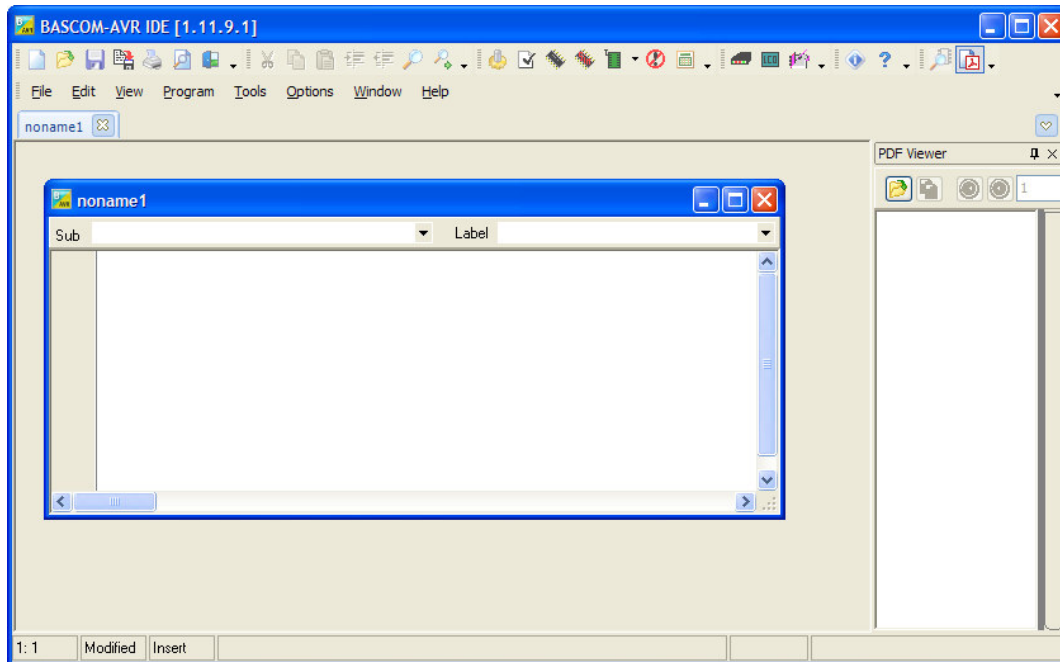 BASCOM-AVR IDE [1.11.9.1]
File Edit View Program Tools Options Window Help
noname1
PDF Viewer
1
noname1
Sub Label
1: 1 Modified Insert